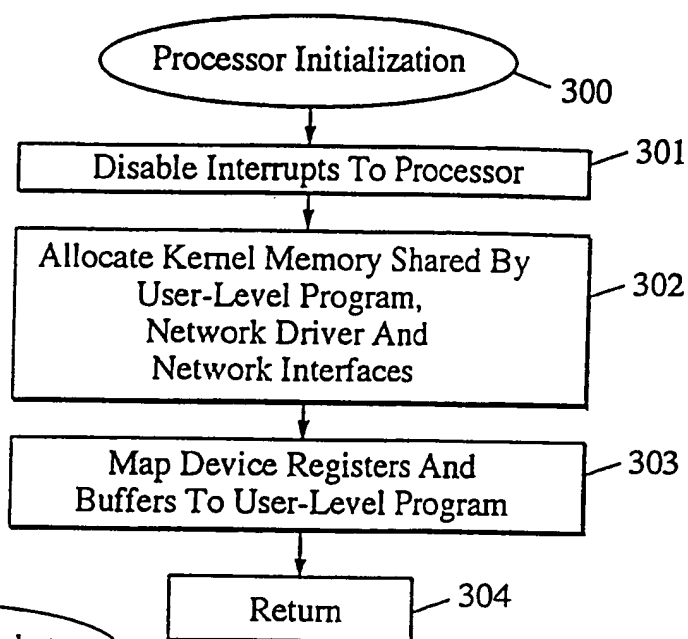 Processor Initialization
300
Disable Interrupts To Processor
301
Allocate Kernel Memory Shared By
User-Level Program,
Network Driver And
Network Interfaces
302
Map Device Registers And
Buffers To User-Level Program
303
Return
304